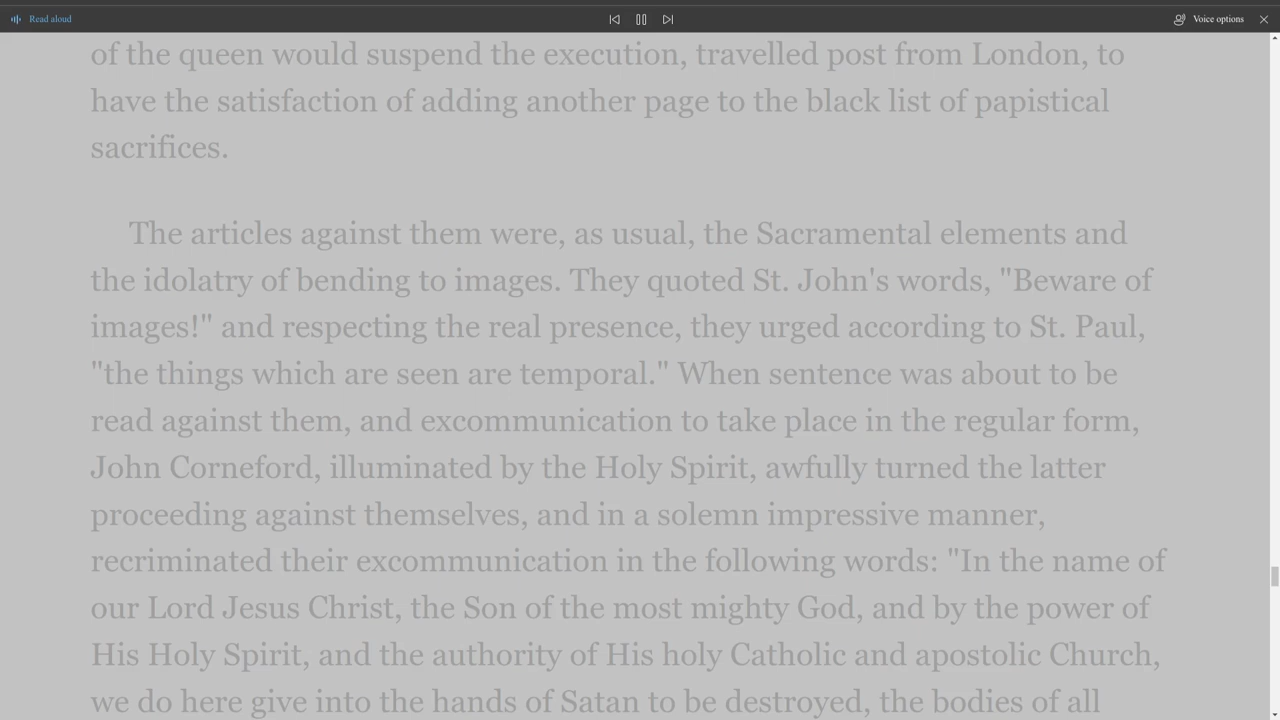 Read aloud
Voice options
of the queen would suspend the execution, travelled post from London, to
have the satisfaction of adding another page to the black list of papistical
sacrifices.
The articles against them were, as usual, the Sacramental elements and
the idolatry of bending to images. They quoted St. John's words, "Beware of
images!" and respecting the real presence, they urged according to St. Paul,
"the things which are seen are temporal." When sentence was about to be
read against them, and excommunication to take place in the regular form,
John Corneford, illuminated by the Holy Spirit, awfully turned the latter
proceeding against themselves, and in a solemn impressive manner,
recriminated their excommunication in the following words: "In the name of
our Lord Jesus Christ, the Son of the most mighty God, and by the power of
His Holy Spirit, and the authority of His holy Catholic and apostolic Church,
we do here give into the hands of Satan to be destroyed, the bodies of all